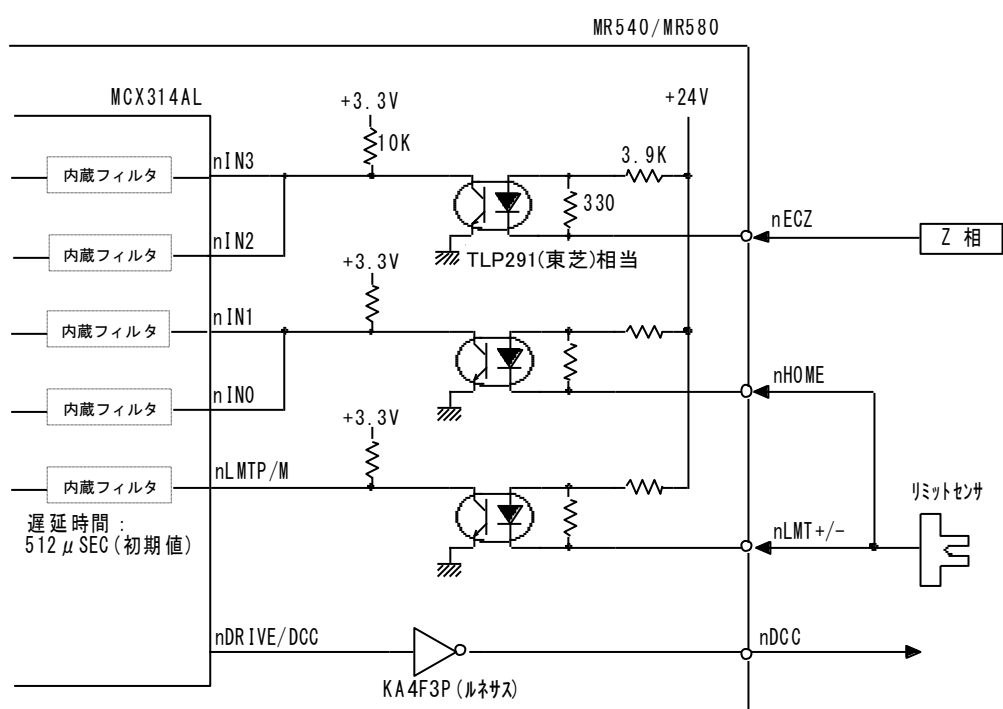 MR540/MR580
MCX314AL
+3.3V
+24V
10K
3.9K
内蔵フィルタ
nIN3
330
nECZ
Z 相
内蔵フィルタ
nIN2
TLP291(東芝)相当
+3.3V
内蔵フィルタ
nIN1
nHOME
内蔵フィルタ
nIN0
+3.3V
内蔵フィルタ
nLMTP/M
リミットセンサ
遅延時間：
512μSEC(初期値)
nLMT+/-
nDRIVE/DCC
nDCC
KA4F3P(ルネサス)